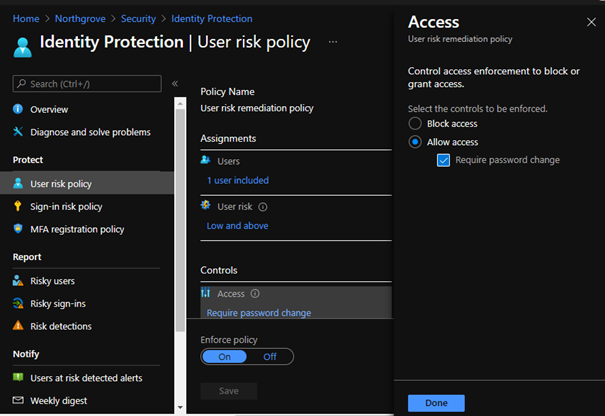 Home > Northgrove > Security > Identity Protection
Identity Protection | User risk policy ...
Search (Ctrl+/)
«
Overview
Diagnose and solve problems
Protect
User risk policy
Sign-in risk policy
MFA registration policy
Report
Risky users
Risky sign-ins
Risk detections
Notify
Users at risk detected alerts
Weekly digest
Policy Name
User risk remediation policy
Assignments
Users
1 user included
User risk
Low and above
Controls
Access
Require password change
Enforce policy
On Off
Save
Access
User risk remediation policy
Control access enforcement to block or
grant access.
Select the controls to be enforced.
Block access
Allow access
Require password change
Done